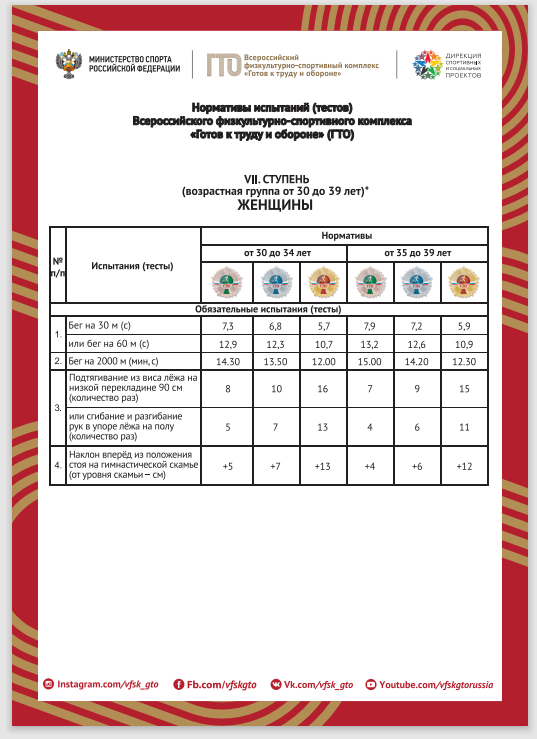 МИНИСТЕРСТВО СПОРТА
РОССИЙСКОЙ ФЕДЕРАЦИИ
ГТО
Всероссийский
физкультурно-спортивный комплекс
«Готов к труду и обороне»
ДИРЕКЦИЯ
СПОРТИВНЫХ
И СОЦИАЛЬНЫХ
ПРОЕКТОВ
Нормативы испытаний (тестов)
Всероссийского физкультурно-спортивного комплекса
«Готов к труду и обороне» (ГТО)
VII. СТУПЕНЬ
(возрастная группа от 30 до 39 лет)*
ЖЕНЩИНЫ
№ п/п Испытания (тесты) Нормативы
от 30 до 34 лет от 35 до 39 лет
ГТО ГТО ГТО ГТО ГТО ГТО
Обязательные испытания (тесты)
1. Бег на 30 м (с) 7,3 6,8 5,7 7,9 7,2 5,9
или бег на 60 м (с) 12,9 12,3 10,7 13,2 12,6 10,9
2. Бег на 2000 м (мин, с) 14.30 13.50 12.00 15.00 14.20 12.30
3. Подтягивание из виса лёжа на
низкой перекладине 90 см
(количество раз) 8 10 16 7 9 15
или сгибание и разгибание
рук в упоре лёжа на полу
(количество раз) 5 7 13 4 6 11
4. Наклон вперёд из положения
стоя на гимнастической скамье
(от уровня скамьи – см) +5 +7 +13 +4 +6 +12
Instagram.com/vfsk_gto Fb.com/vfskgto Vk.com/vfsk_gto Youtube.com/vfskgtorussia